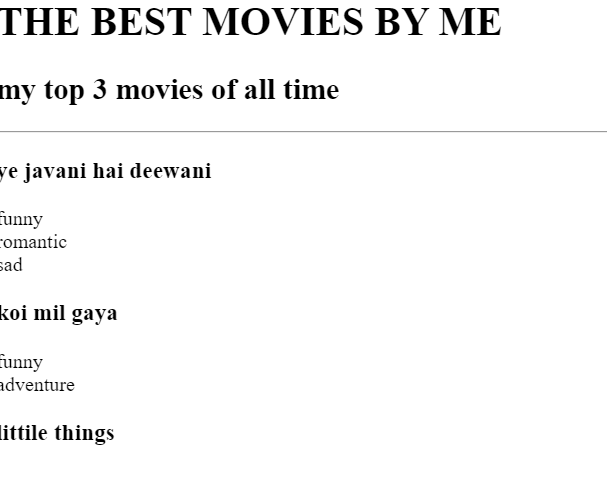 THE BEST MOVIES BY ME
my top 3 movies of all time
ye javani hai deewani
funny
romantic
sad
koi mil gaya
funny
adventure
littile things